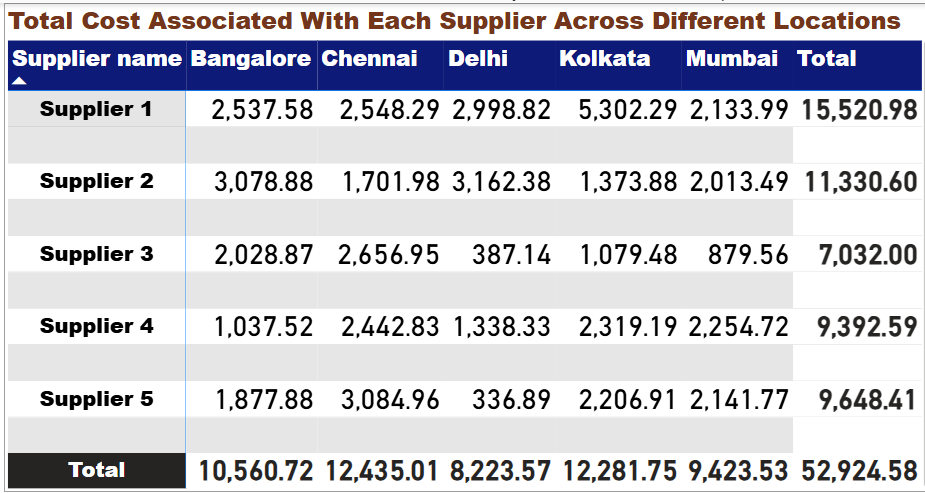 Total Cost Associated With Each Supplier Across Different Locations
Supplier name Bangalore Chennai Delhi Kolkata Mumbai Total
Supplier 1 2,537.58 2,548.29 2,998.82 5,302.29 2,133.99 15,520.98
Supplier 2 3,078.88 1,701.98 3,162.38 1,373.88 2,013.49 11,330.60
Supplier 3 2,028.87 2,656.95 387.14 1,079.48 879.56 7,032.00
Supplier 4 1,037.52 2,442.83 1,338.33 2,319.19 2,254.72 9,392.59
Supplier 5 1,877.88 3,084.96 336.89 2,206.91 2,141.77 9,648.41
Total 10,560.72 12,435.01 8,223.57 12,281.75 9,423.53 52,924.58